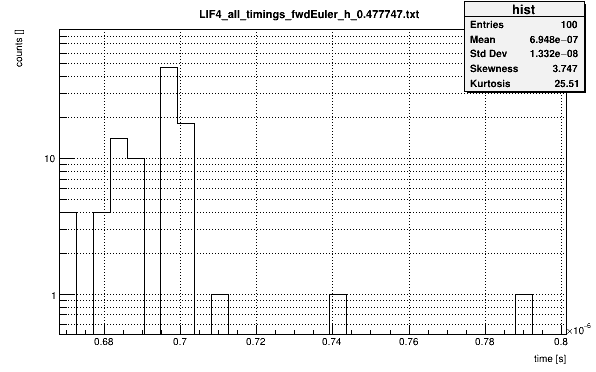 LIF4_all_timings_fwdEuler_h_0.477747.txt
hist
Entries 100
Mean 6.948e−07
Std Dev 1.332e−08
Skewness 3.747
Kurtosis 25.51
counts []
10
1
0.68 0.7 0.72 0.74 0.76 0.78 0.8
×10−6
time [s]